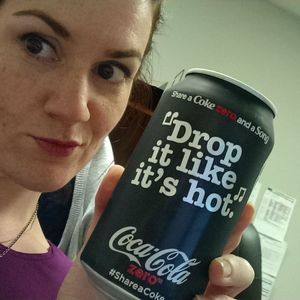 Share a Coke zero and a Song
"Drop
it like
it's hot."
Coca-Cola
zero
#ShareaCoke